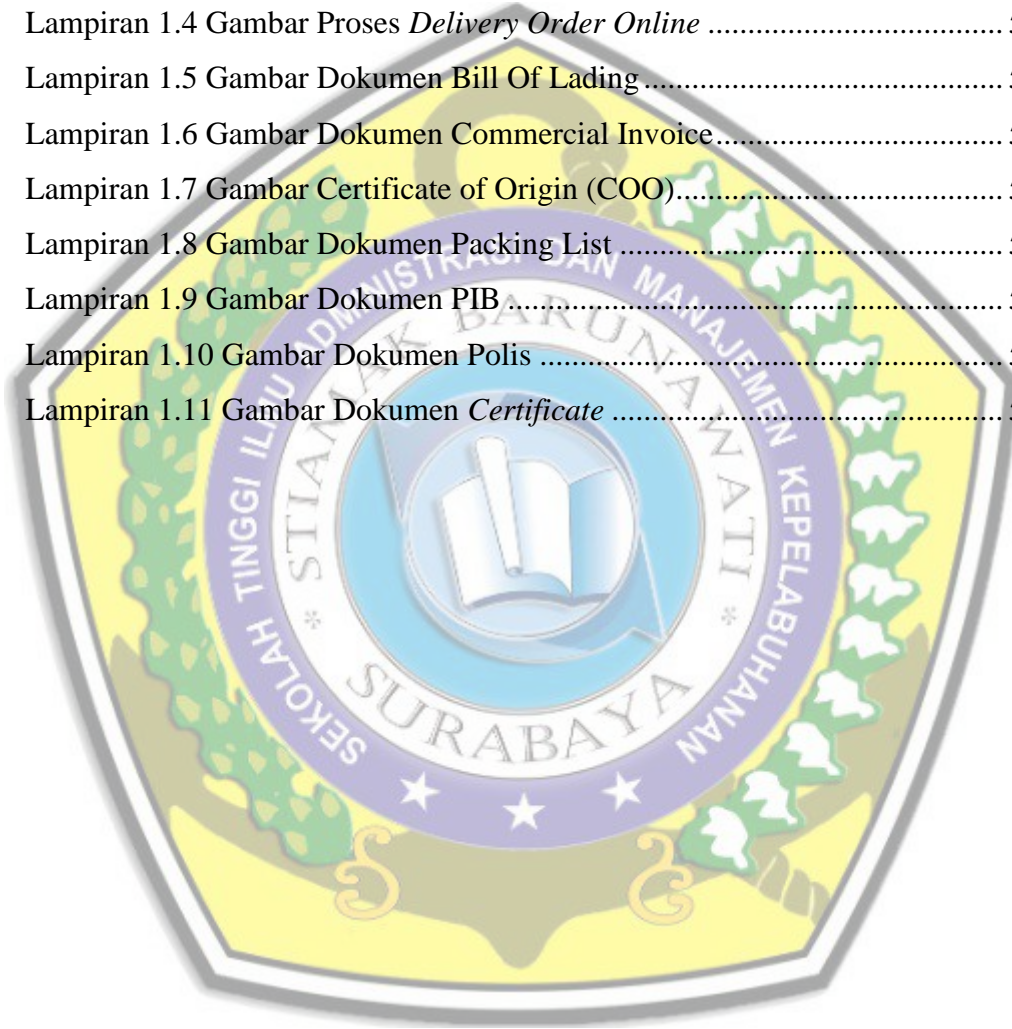 Lampiran 1.4 Gambar Proses Delivery Order Online ................................
Lampiran 1.5 Gambar Dokumen Bill Of Lading ........................................
Lampiran 1.6 Gambar Dokumen Commercial Invoice ...............................
Lampiran 1.7 Gambar Certificate of Origin (COO) ...................................
Lampiran 1.8 Gambar Dokumen Packing List ..........................................
Lampiran 1.9 Gambar Dokumen PIB .......................................................
Lampiran 1.10 Gambar Dokumen Polis ....................................................
Lampiran 1.11 Gambar Dokumen Certificate ...........................................
SEKOLAH TINGGI ILMU ADMINISTRASI DAN MANAJEMEN KEPELABUHANAN
* STIAMAK BARUNAWATI *
SURABAYA